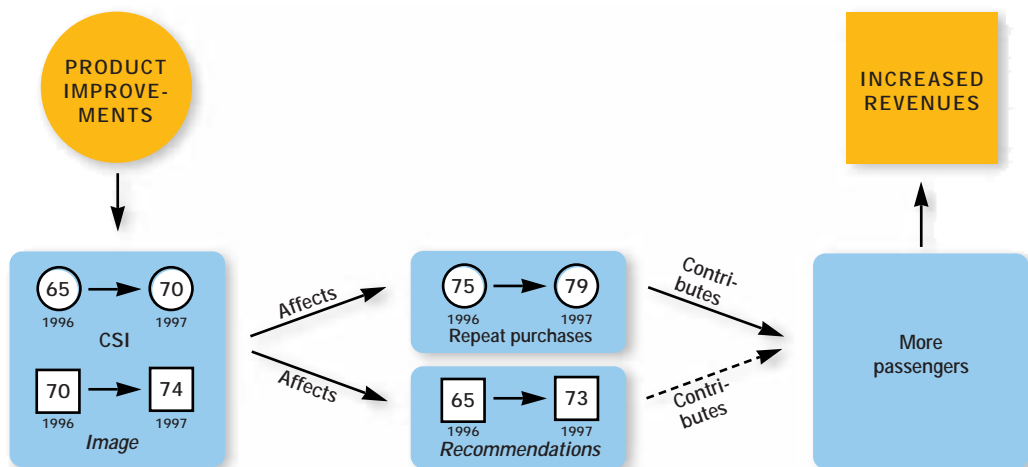 PRODUCT
IMPROVE-
MENTS
INCREASED
REVENUES
65
70
1996
1997
CSI
70
74
1996
1997
Image
Affects
Affects
75
79
1996
1997
Repeat purchases
65
73
1996
1997
Recommendations
Contri-
butes
Contri-
butes
More
passengers